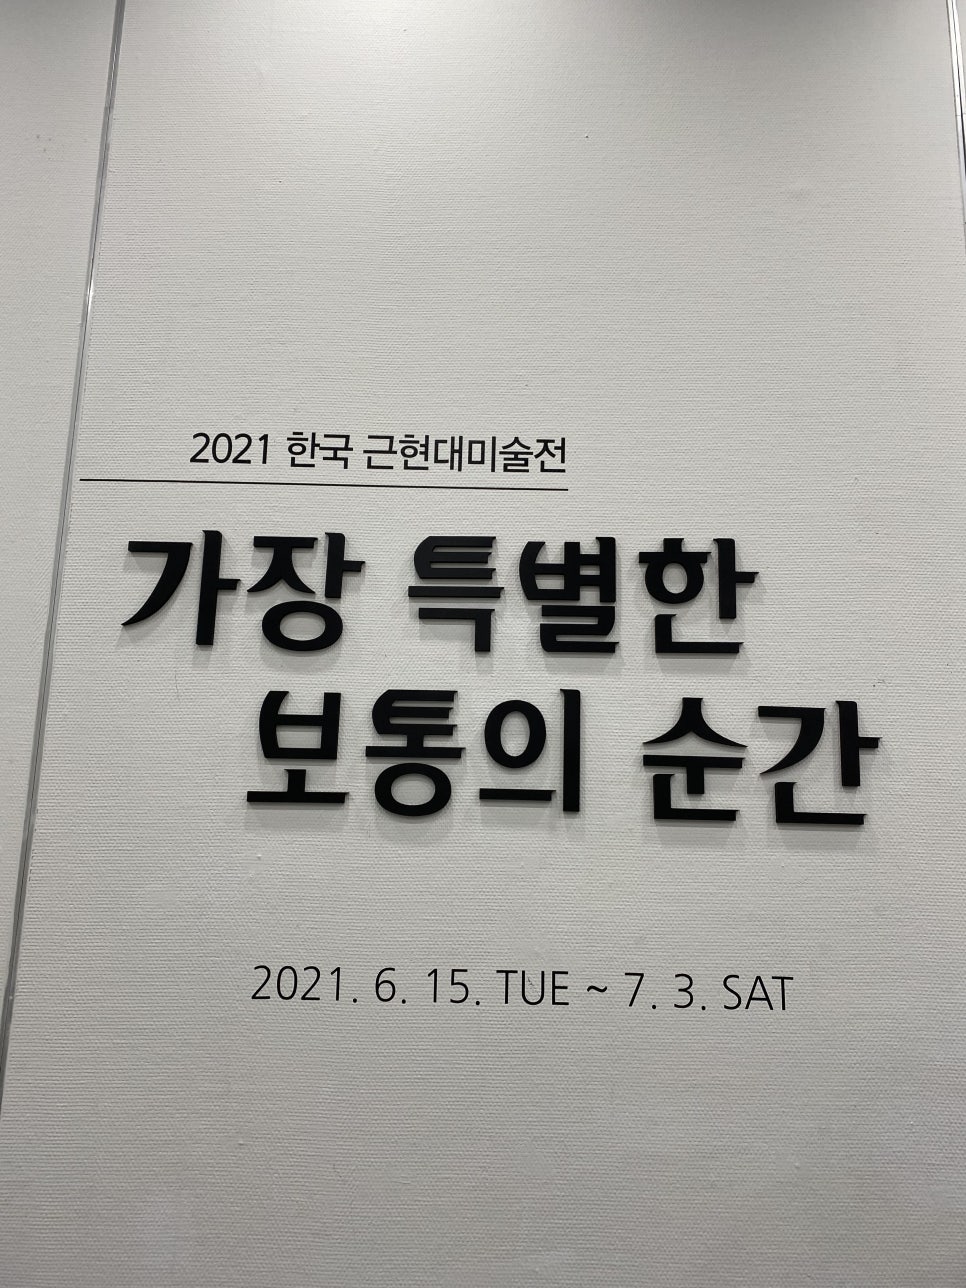 2021 한국 근현대미술전
가장 특별한
보통의 순간
2021. 6. 15. TUE ~ 7. 3. SAT